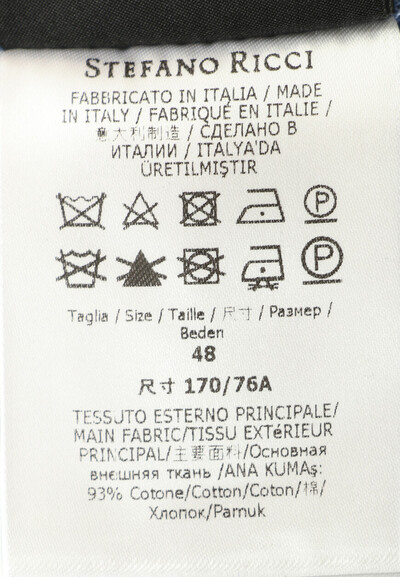 STEFANO RICCI
FABBRICATO IN ITALIA / MADE
IN ITALY / FABRIQUÉ EN ITALIE /
意大利制造 / СДЕЛАНО В
ИТАЛИИ / ITALYA'DA
ÜRETILMIŞTIR
P
P
Taglia / Size / Taille / 尺寸 / Размер /
Beden
48
尺寸 170/76A
TESSUTO ESTERNO PRINCIPALE/
MAIN FABRIC/TISSU EXTéRIEUR
PRINCIPAL/主要面料/Основная
внешняя ткань /ANA KUMAş:
93% Cotone/Cotton/Coton/棉/
Хлопок/Pamuk